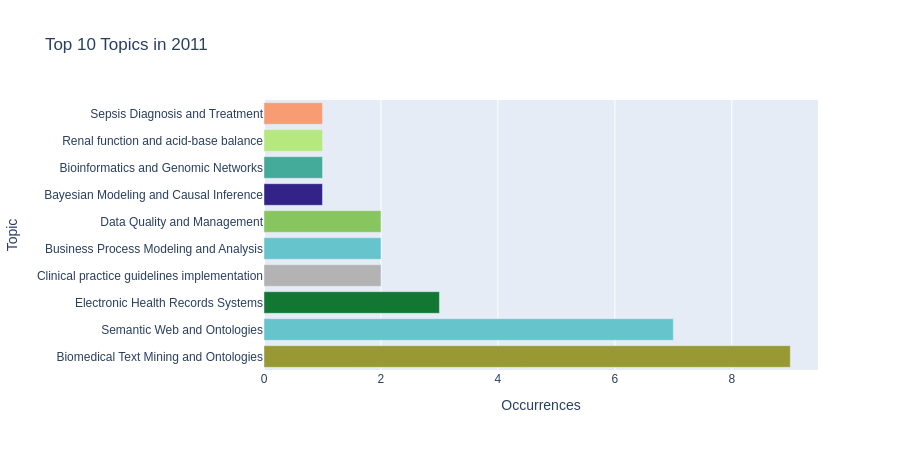 Top 10 Topics in 2011
Sepsis Diagnosis and Treatment
Renal function and acid-base balance
Bioinformatics and Genomic Networks
Bayesian Modeling and Causal Inference
Data Quality and Management
Business Process Modeling and Analysis
Clinical practice guidelines implementation
Electronic Health Records Systems
Semantic Web and Ontologies
Biomedical Text Mining and Ontologies
Topic
0 2 4 6 8
Occurrences